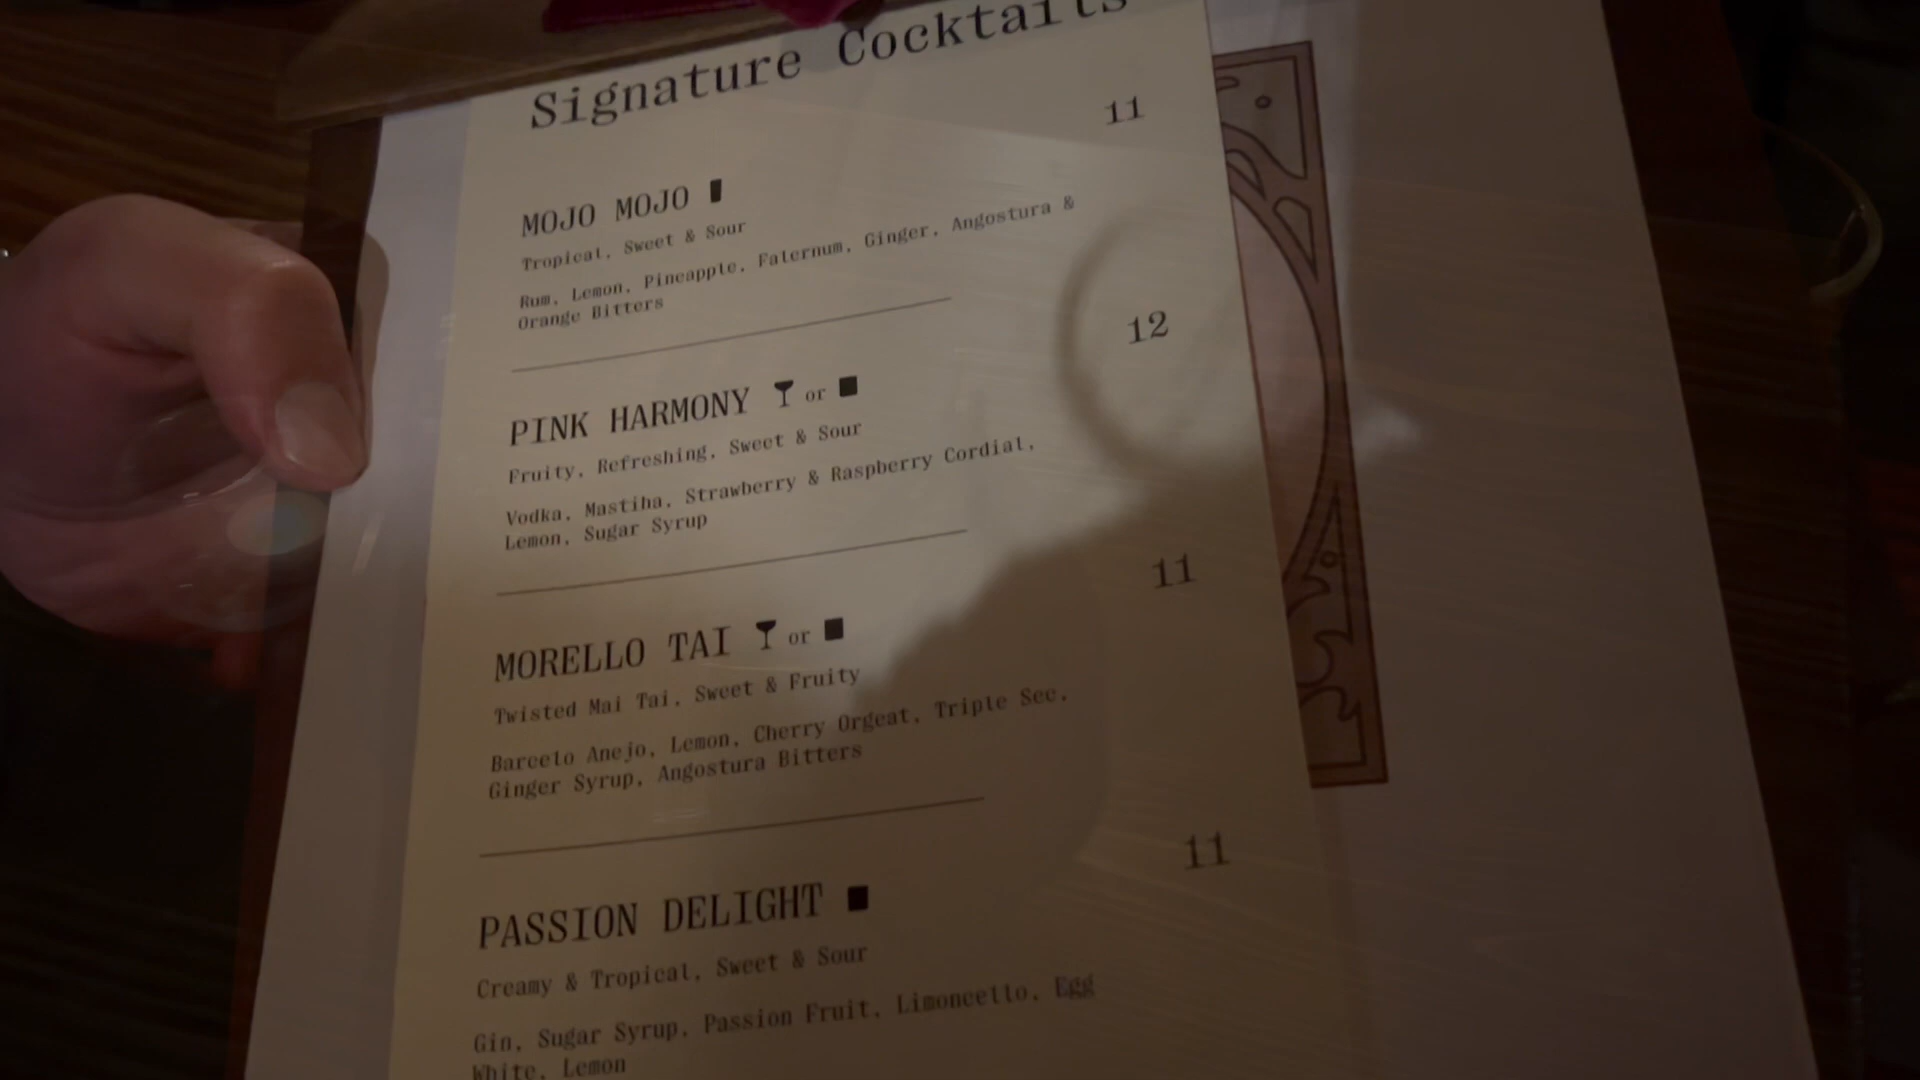 Signature Cocktails
11
MOJO MOJO
Tropical, Sweet & Sour
Rum, Lemon, Pineapple, Falernum, Ginger, Angostura &
Orange Bitters
12
PINK HARMONY or
Fruity, Refreshing, Sweet & Sour
Vodka, Mastiha, Strawberry & Raspberry Cordial,
Lemon, Sugar Syrup
11
MORELLO TAI or
Twisted Mai Tai, Sweet & Fruity
Barcelo Anejo, Lemon, Cherry Orgeat, Triple Sec,
Ginger Syrup, Angostura Bitters
11
PASSION DELIGHT
Creamy & Tropical, Sweet & Sour
Gin, Sugar Syrup, Passion Fruit, Limoncello, Egg
White, Lemon